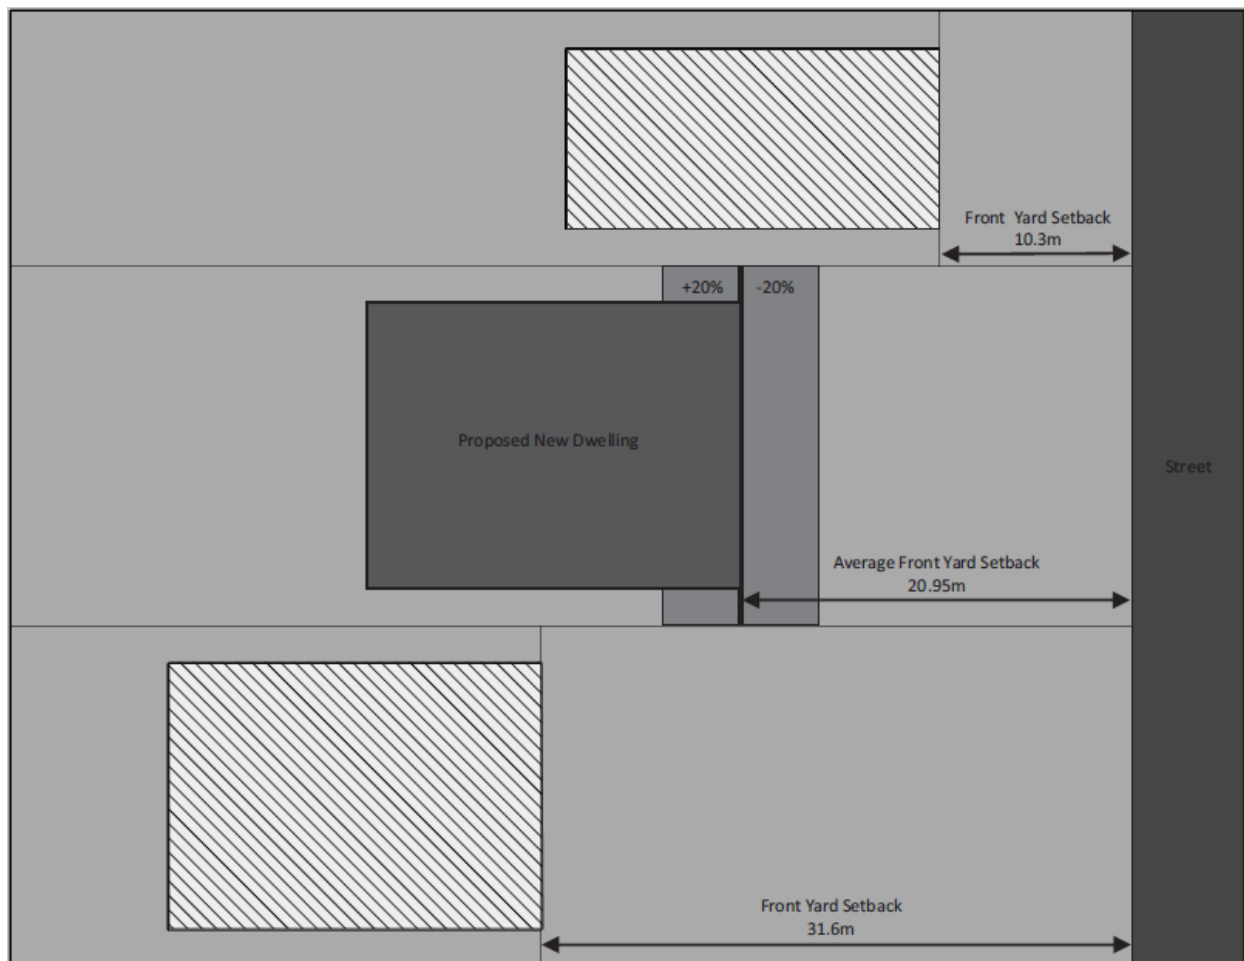 Front Yard Setback
10.3m
+20% -20%
Proposed New Dwelling
Street
Average Front Yard Setback
20.95m
Front Yard Setback
31.6m